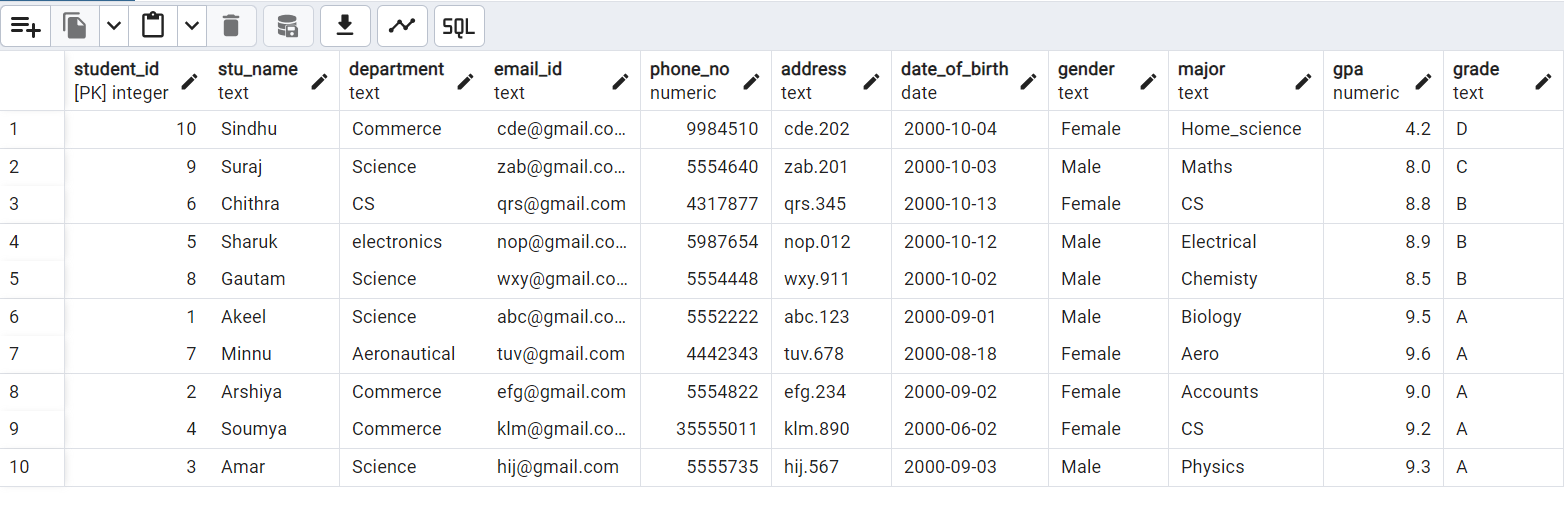 SQL
student_id stu_name department email_id phone_no address date_of_birth gender major gpa grade
[PK] integer text text text numeric text date text text numeric text
1 10 Sindhu Commerce cde@gmail.co… 9984510 cde.202 2000-10-04 Female Home_science 4.2 D
2 9 Suraj Science zab@gmail.co… 5554640 zab.201 2000-10-03 Male Maths 8.0 C
3 6 Chithra CS qrs@gmail.com 4317877 qrs.345 2000-10-13 Female CS 8.8 B
4 5 Sharuk electronics nop@gmail.co… 5987654 nop.012 2000-10-12 Male Electrical 8.9 B
5 8 Gautam Science wxy@gmail.co… 5554448 wxy.911 2000-10-02 Male Chemisty 8.5 B
6 1 Akeel Science abc@gmail.co… 5552222 abc.123 2000-09-01 Male Biology 9.5 A
7 7 Minnu Aeronautical tuv@gmail.com 4442343 tuv.678 2000-08-18 Female Aero 9.6 A
8 2 Arshiya Commerce efg@gmail.com 5554822 efg.234 2000-09-02 Female Accounts 9.0 A
9 4 Soumya Commerce klm@gmail.co… 35555011 klm.890 2000-06-02 Female CS 9.2 A
10 3 Amar Science hij@gmail.com 5555735 hij.567 2000-09-03 Male Physics 9.3 A